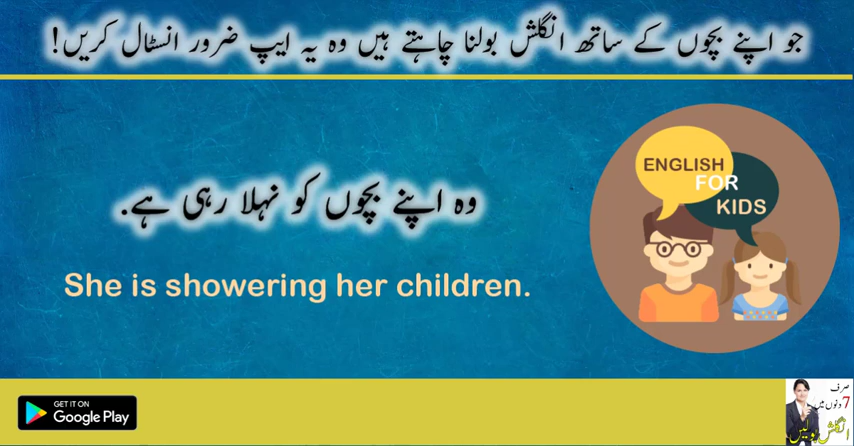 جو اپنے بچوں کے ساتھ انگلش بولنا چاہتے ہیں وہ یہ ایپ ضرور انسٹال کریں!
ENGLISH
FOR
KIDS
وہ اپنے بچوں کو نہلا رہی ہے.
She is showering her children.
GET IT ON
Google Play
صرف
7 دنوں میں
انگلش بولیں